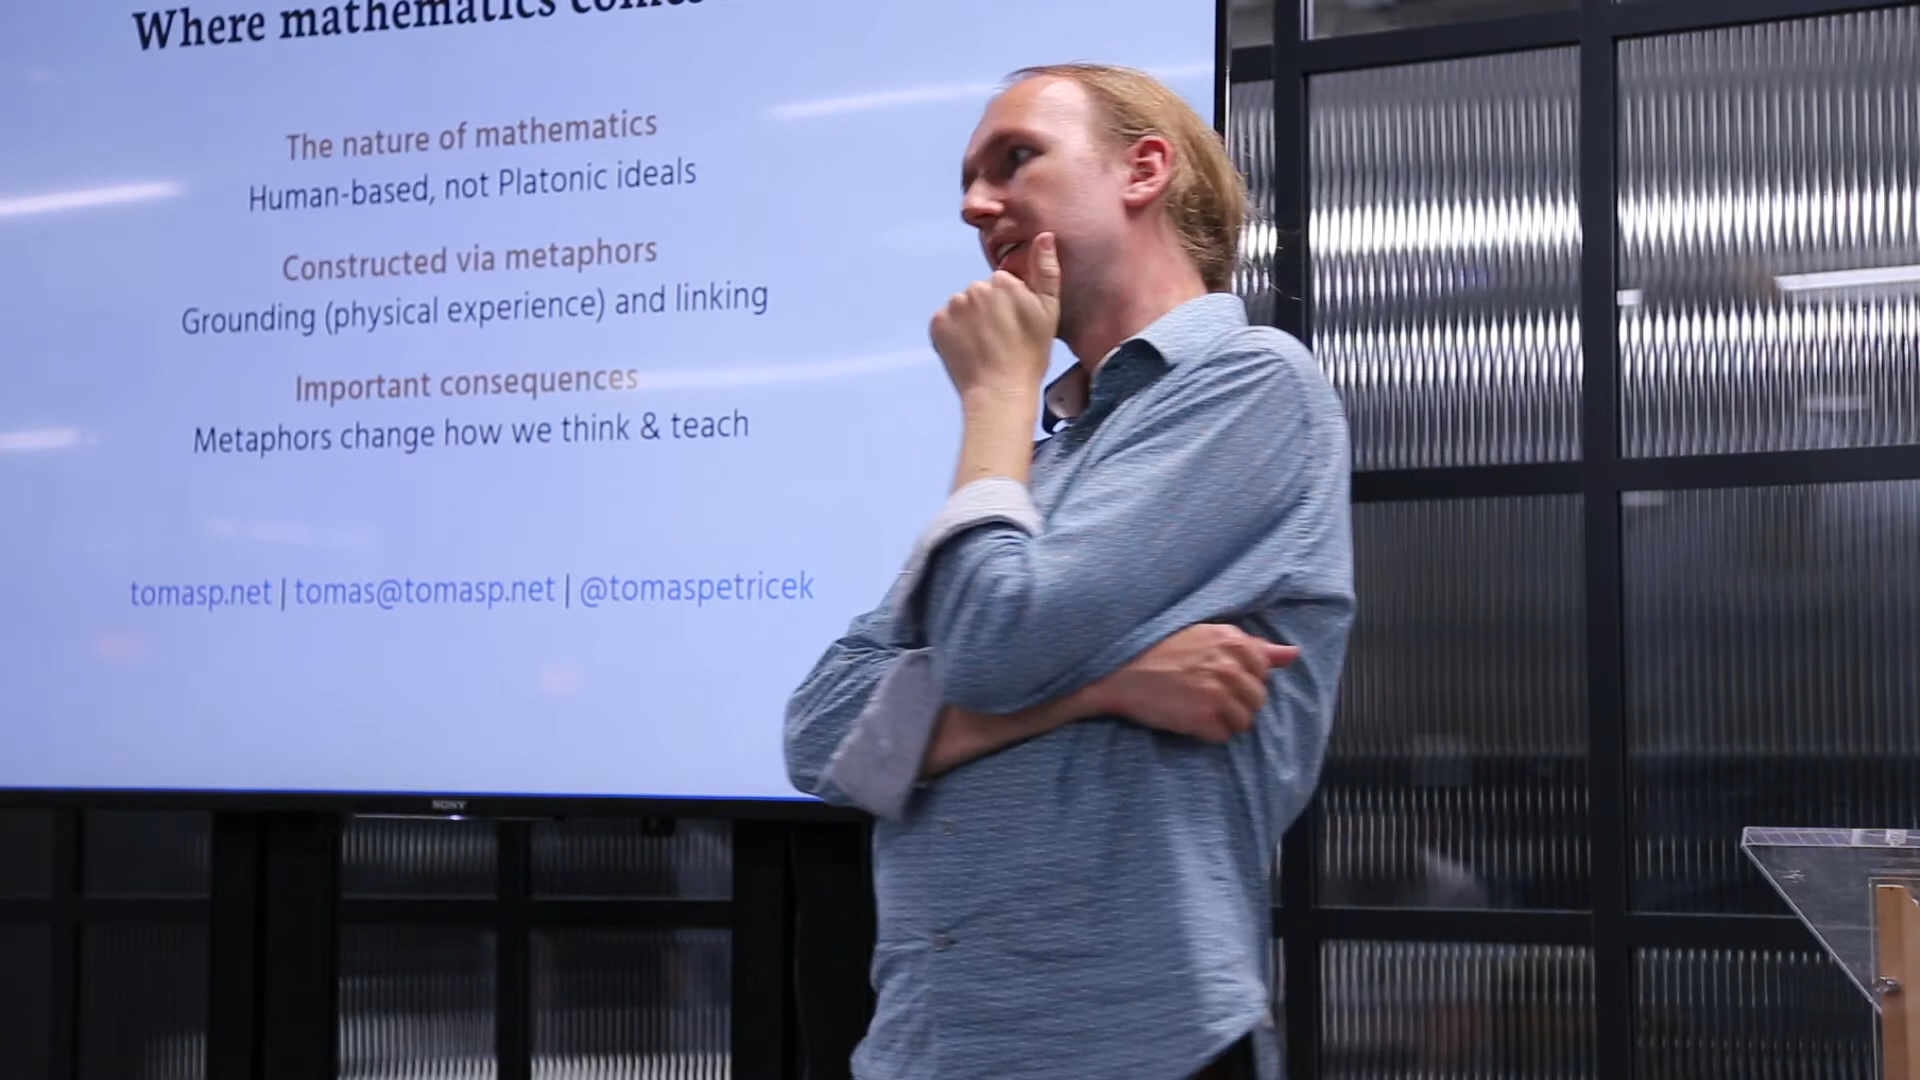 Where mathematics comes
The nature of mathematics
Human-based, not Platonic ideals
Constructed via metaphors
Grounding (physical experience) and linking
Important consequences
Metaphors change how we think & teach
tomasp.net | tomas@tomasp.net | @tomaspetricek
SONY